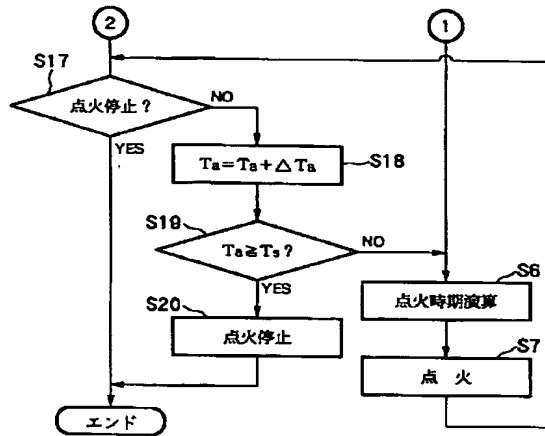 2
1
S17
点火停止?
NO
YES
Ta=Ta+△Ta
S18
S19
Ta≧Ts?
NO
YES
S6
点火時期演算
S20
点火停止
S7
点 火
エンド